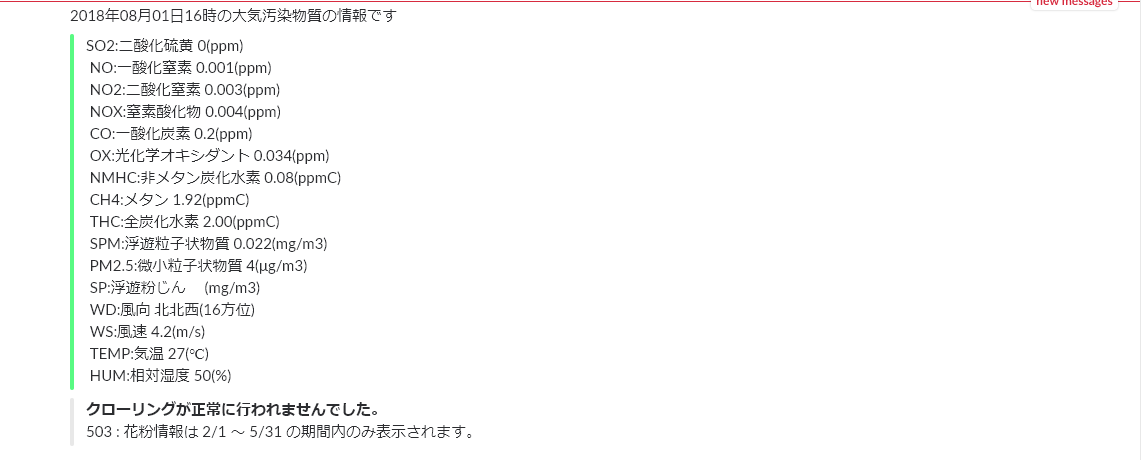 new messages
2018年08月01日16時の大気汚染物質の情報です
SO2:二酸化硫黄 0(ppm)
NO:一酸化窒素 0.001(ppm)
NO2:二酸化窒素 0.003(ppm)
NOX:窒素酸化物 0.004(ppm)
CO:一酸化炭素 0.2(ppm)
OX:光化学オキシダント 0.034(ppm)
NMHC:非メタン炭化水素 0.08(ppmC)
CH4:メタン 1.92(ppmC)
THC:全炭化水素 2.00(ppmC)
SPM:浮遊粒子状物質 0.022(mg/m3)
PM2.5:微小粒子状物質 4(μg/m3)
SP:浮遊粉じん　 (mg/m3)
WD:風向 北北西(16方位)
WS:風速 4.2(m/s)
TEMP:気温 27(℃)
HUM:相対湿度 50(%)
クローリングが正常に行われませんでした。
503 : 花粉情報は 2/1 ～ 5/31 の期間内のみ表示されます。